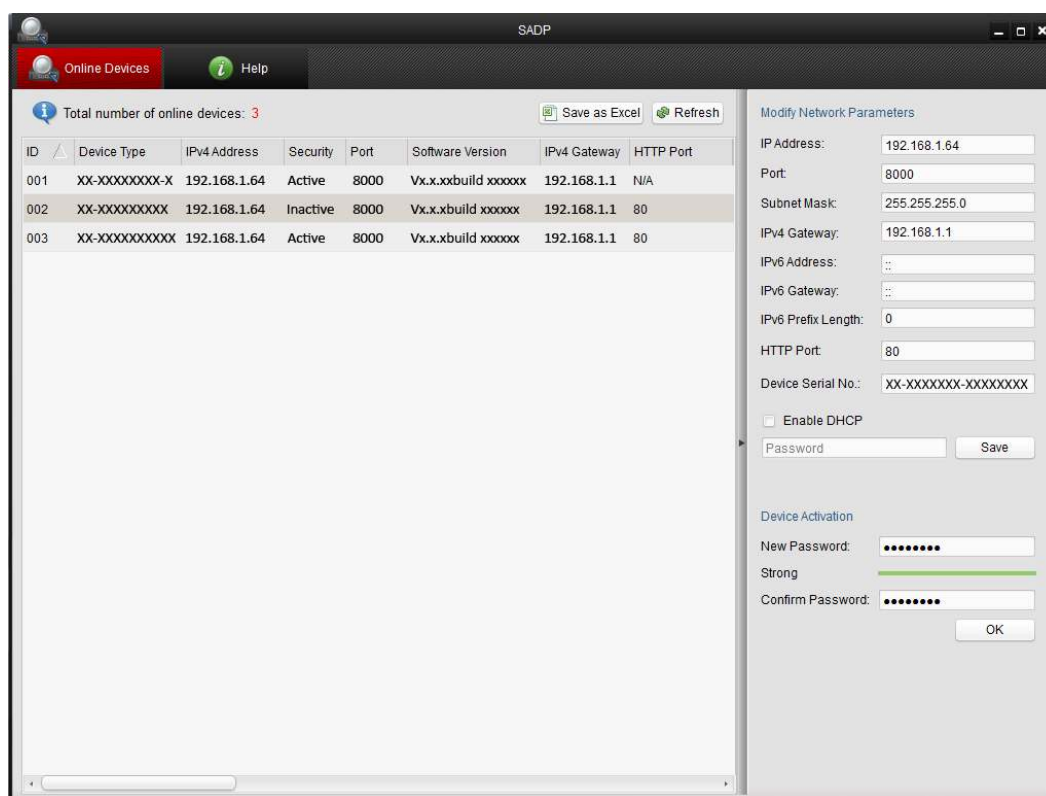 SADP
Online Devices Help
Total number of online devices: 3 Save as Excel Refresh
ID Device Type IPv4 Address Security Port Software Version IPv4 Gateway HTTP Port
001 XX-XXXXXXXX-X 192.168.1.64 Active 8000 Vx.x.xxbuild xxxxxx 192.168.1.1 N/A
002 XX-XXXXXXXXX 192.168.1.64 Inactive 8000 Vx.x.xbuild xxxxxx 192.168.1.1 80
003 XX-XXXXXXXXXX 192.168.1.64 Active 8000 Vx.x.xbuild xxxxxx 192.168.1.1 80
Modify Network Parameters
IP Address: 192.168.1.64
Port: 8000
Subnet Mask: 255.255.255.0
IPv4 Gateway: 192.168.1.1
IPv6 Address: ::
IPv6 Gateway: ::
IPv6 Prefix Length: 0
HTTP Port: 80
Device Serial No.: XX-XXXXXXX-XXXXXXXX
Enable DHCP
Password Save
Device Activation
New Password: ●●●●●●●●
Strong
Confirm Password: ●●●●●●●●
OK